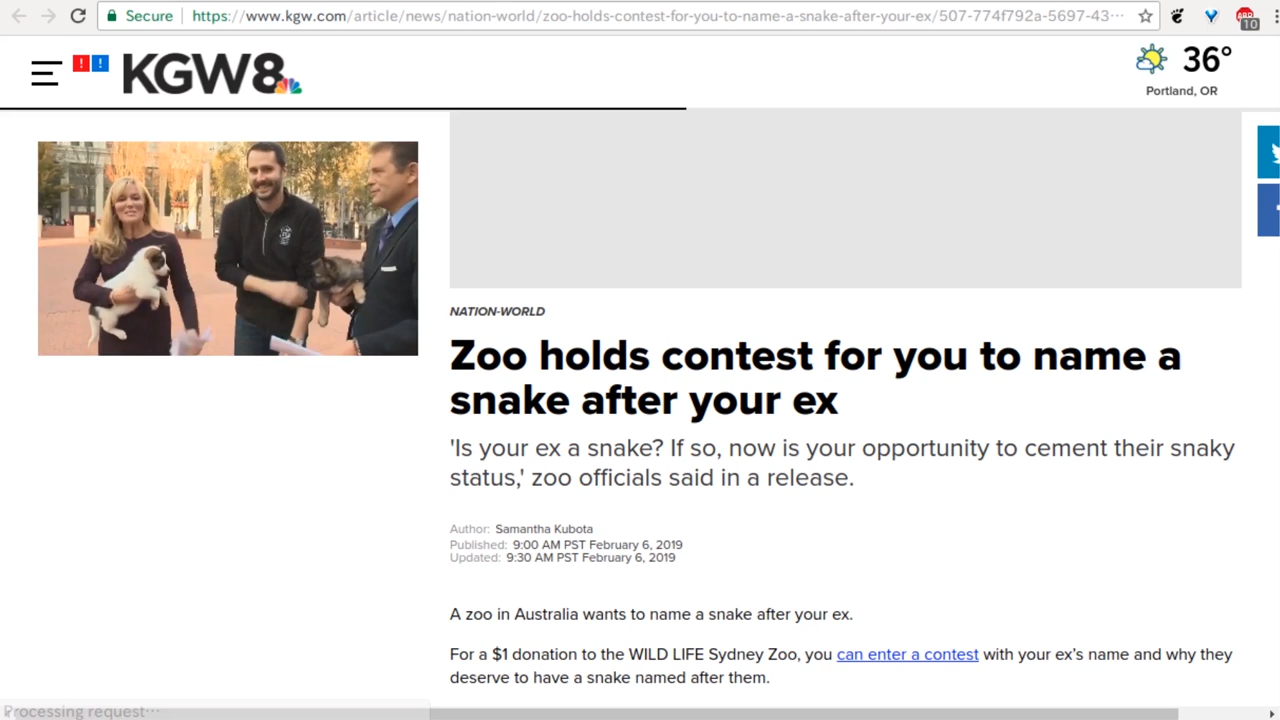 Secure https://www.kgw.com/article/news/nation-world/zoo-holds-contest-for-you-to-name-a-snake-after-your-ex/507-774f792a-5697-43…
ABP
10
KGW8
36°
Portland, OR
NATION-WORLD
Zoo holds contest for you to name a
snake after your ex
'Is your ex a snake? If so, now is your opportunity to cement their snaky
status,' zoo officials said in a release.
Author: Samantha Kubota
Published: 9:00 AM PST February 6, 2019
Updated: 9:30 AM PST February 6, 2019
A zoo in Australia wants to name a snake after your ex.
For a $1 donation to the WILD LIFE Sydney Zoo, you can enter a contest with your ex's name and why they
deserve to have a snake named after them.
Processing request…